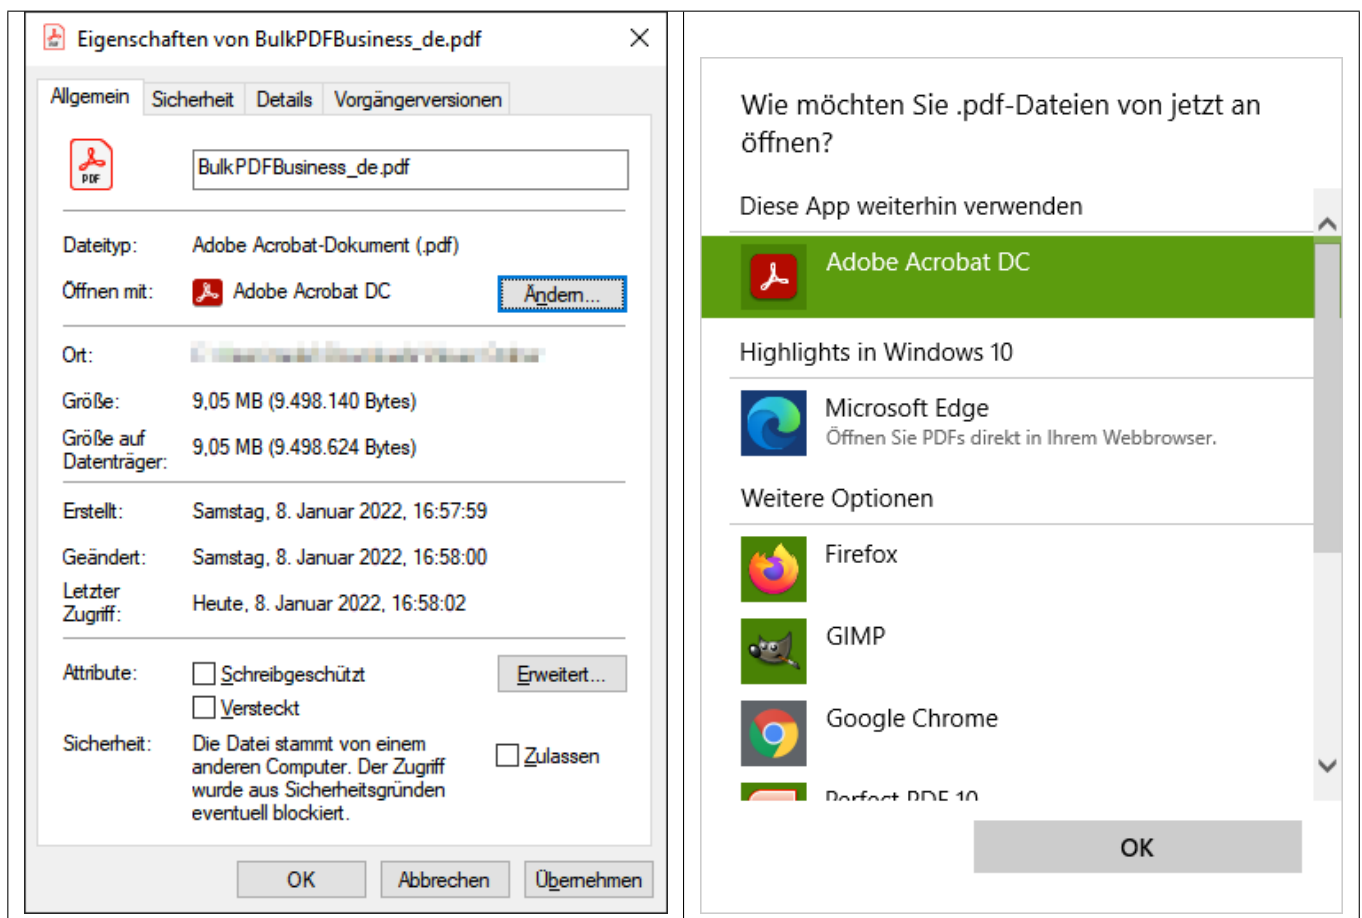 Eigenschaften von BulkPDFBusiness_de.pdf
Allgemein Sicherheit Details Vorgängerversionen
PDF
BulkPDFBusiness_de.pdf
Dateityp: Adobe Acrobat-Dokument (.pdf)
Öffnen mit: Adobe Acrobat DC Ändern...
Ort:
Größe: 9,05 MB (9.498.140 Bytes)
Größe auf
Datenträger: 9,05 MB (9.498.624 Bytes)
Erstellt: Samstag, 8. Januar 2022, 16:57:59
Geändert: Samstag, 8. Januar 2022, 16:58:00
Letzter
Zugriff: Heute, 8. Januar 2022, 16:58:02
Attribute: Schreibgeschützt Erweitert...
Versteckt
Sicherheit: Die Datei stammt von einem
anderen Computer. Der Zugriff
wurde aus Sicherheitsgründen
eventuell blockiert.
Zulassen
OK Abbrechen Übernehmen
Wie möchten Sie .pdf-Dateien von jetzt an
öffnen?
Diese App weiterhin verwenden
Adobe Acrobat DC
Highlights in Windows 10
Microsoft Edge
Öffnen Sie PDFs direkt in Ihrem Webbrowser.
Weitere Optionen
Firefox
GIMP
Google Chrome
Perfect PDF 10
OK